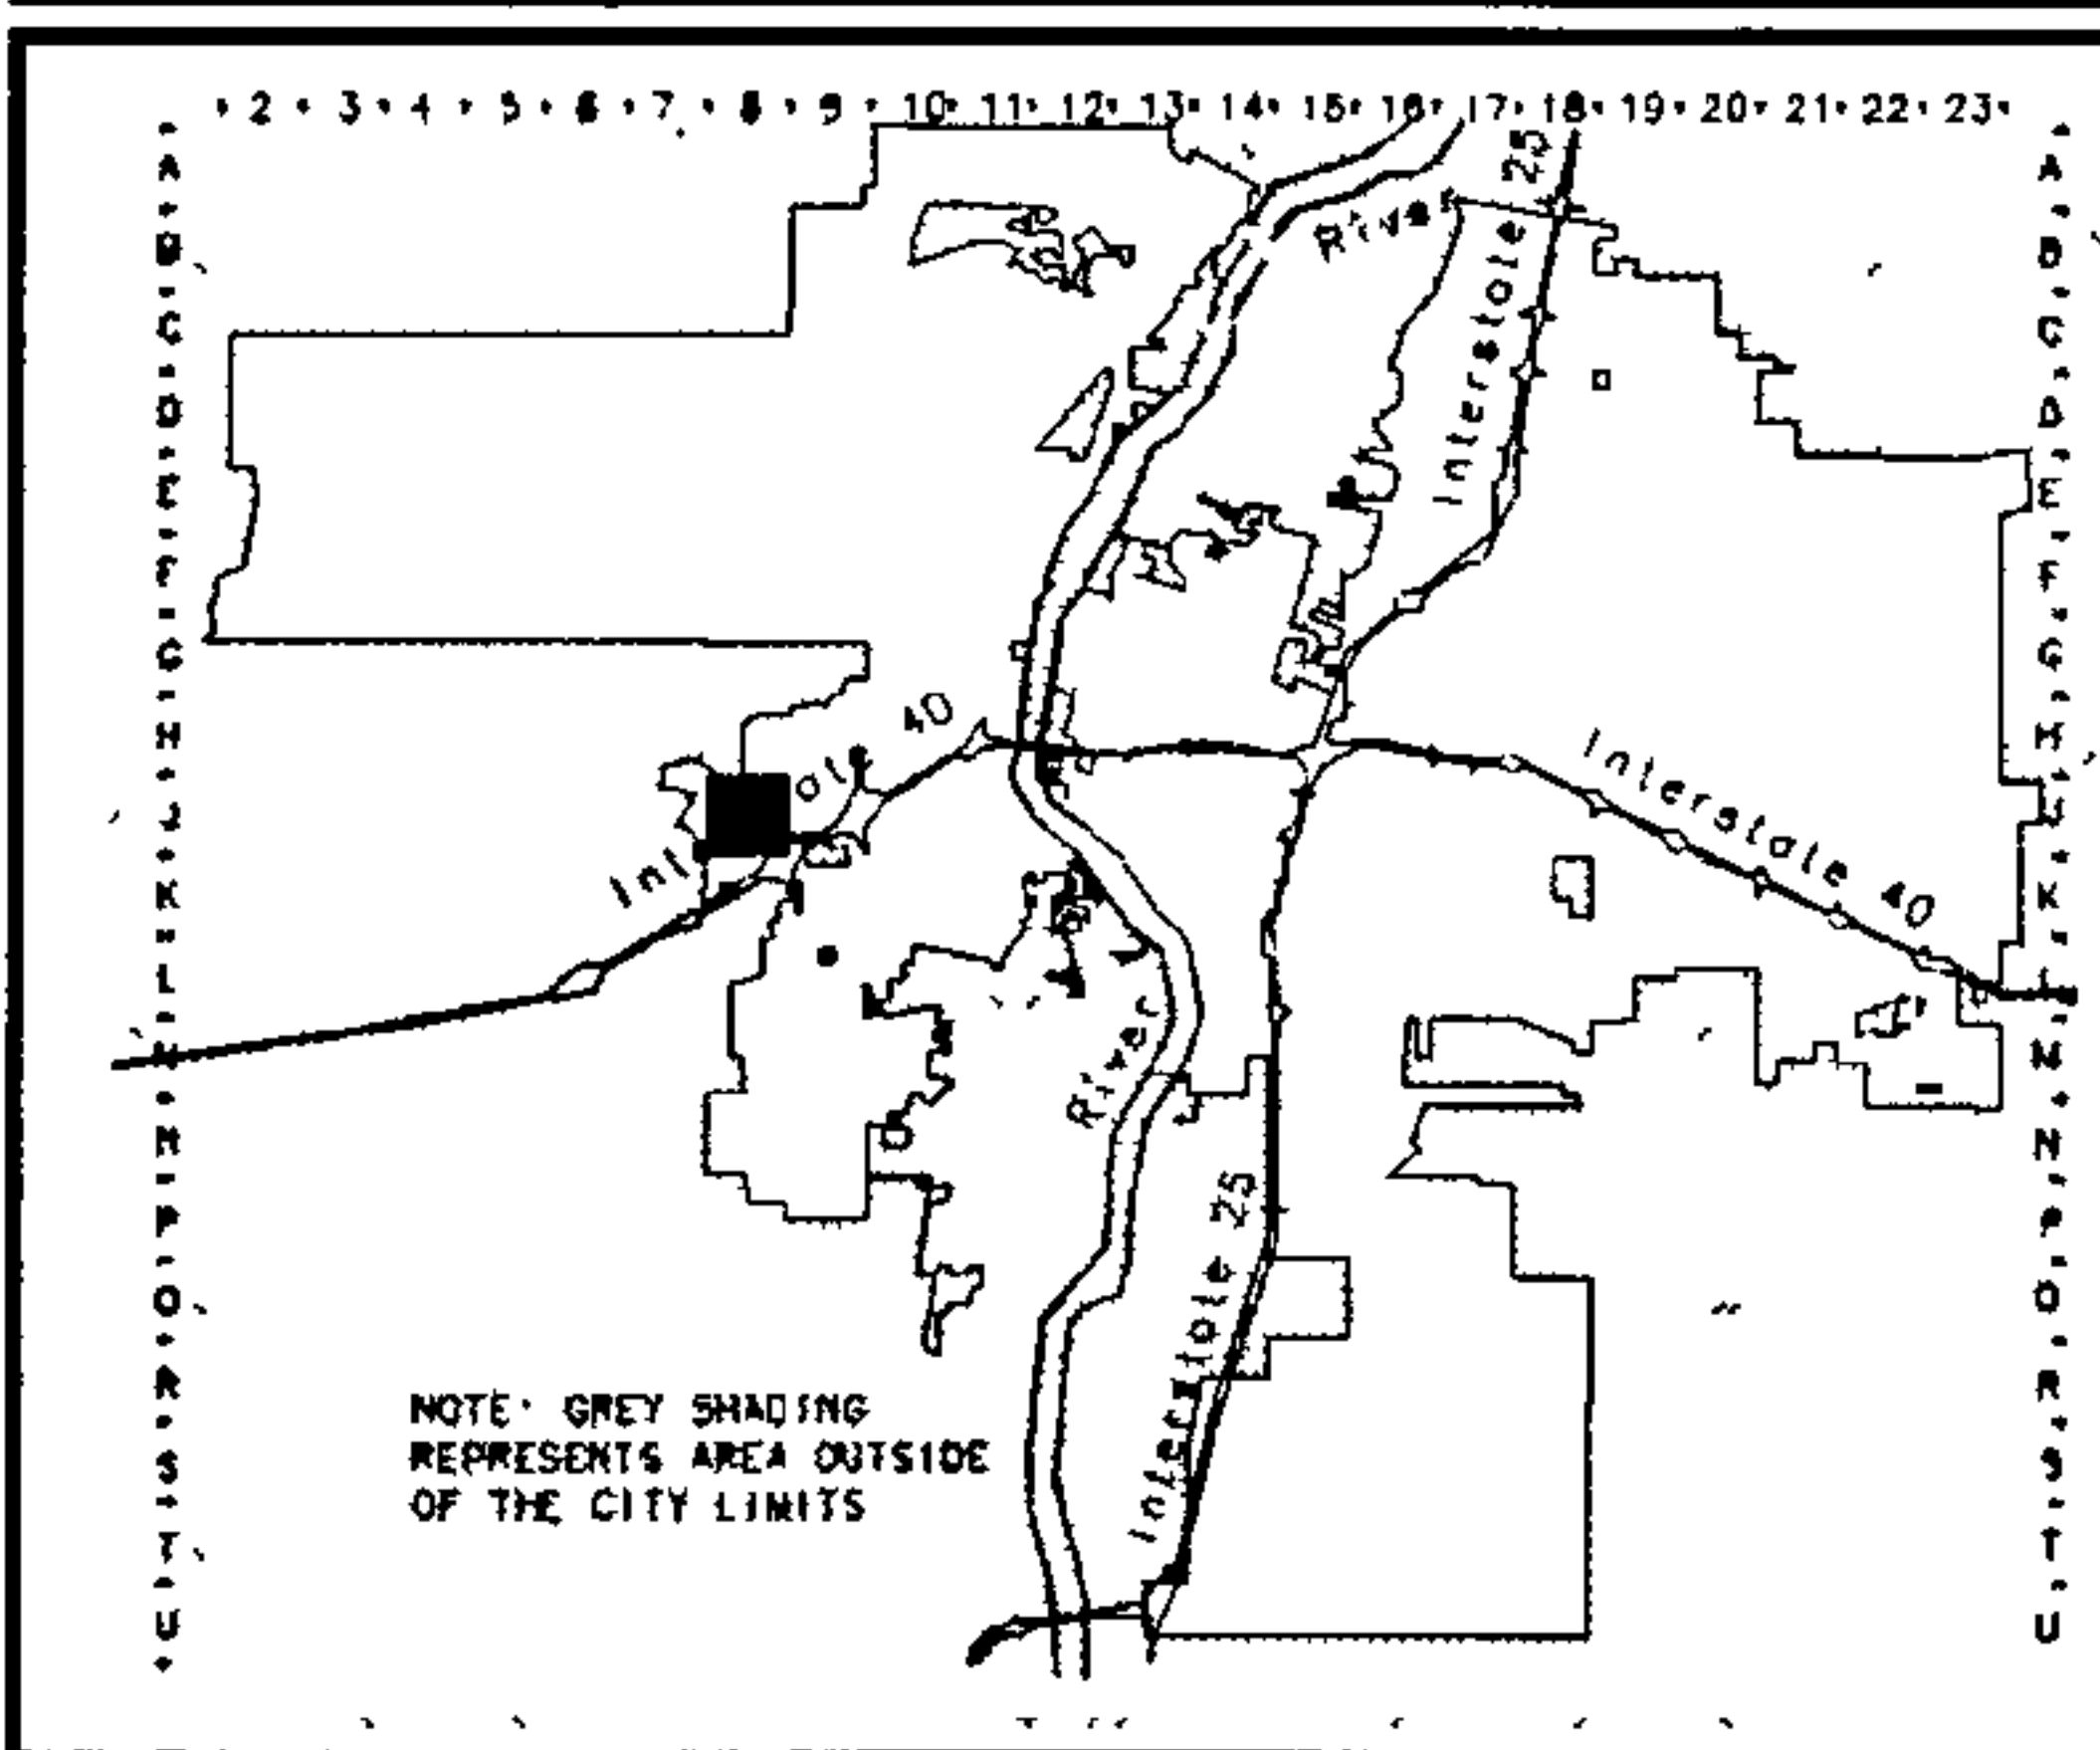 2 3 4 5 6 7 8 9 10 11 12 13 14 15 16 17 18 19 20 21 22 23
A
B
C
D
E
F
G
H
J
K
L
M
N
P
Q
R
S
T
U
River
Interstate 25
Interstate 40
Interstate 40
River
Interstate 25
NOTE: GREY SHADING
REPRESENTS AREA OUTSIDE
OF THE CITY LIMITS
A
B
C
D
E
F
G
H
J
K
L
M
N
P
Q
R
S
T
U